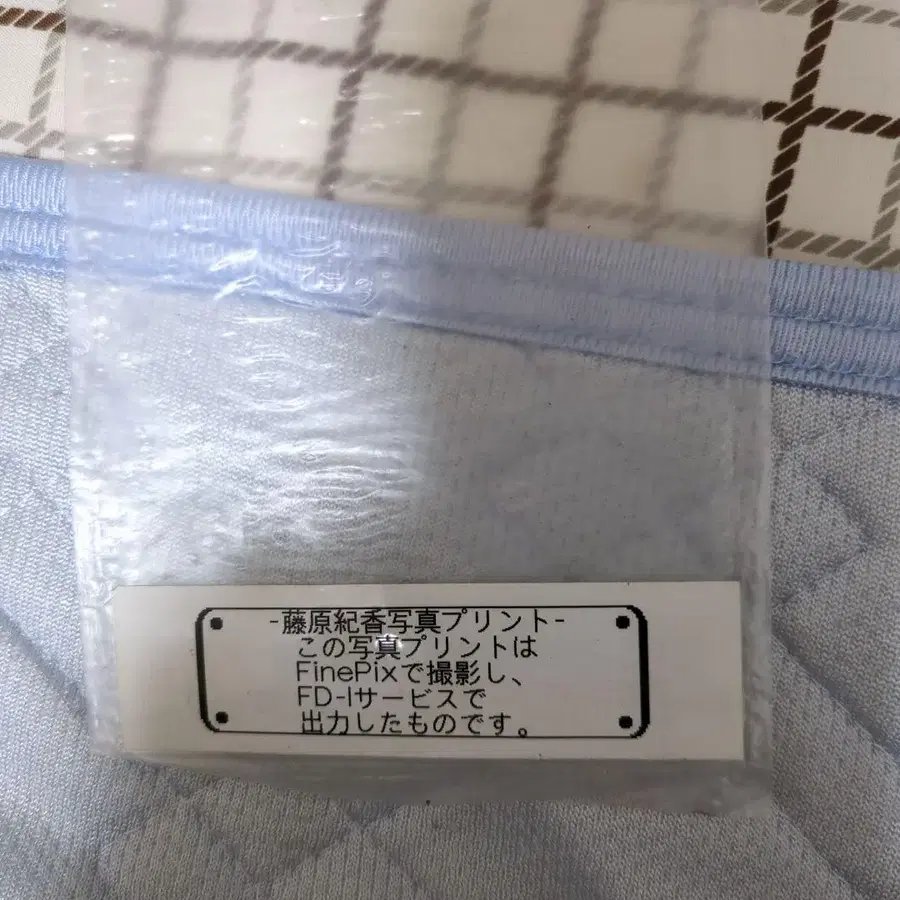 -藤原紀香写真プリント-
この写真プリントは
FinePixで撮影し、
FD-Iサービスで
出力したものです。